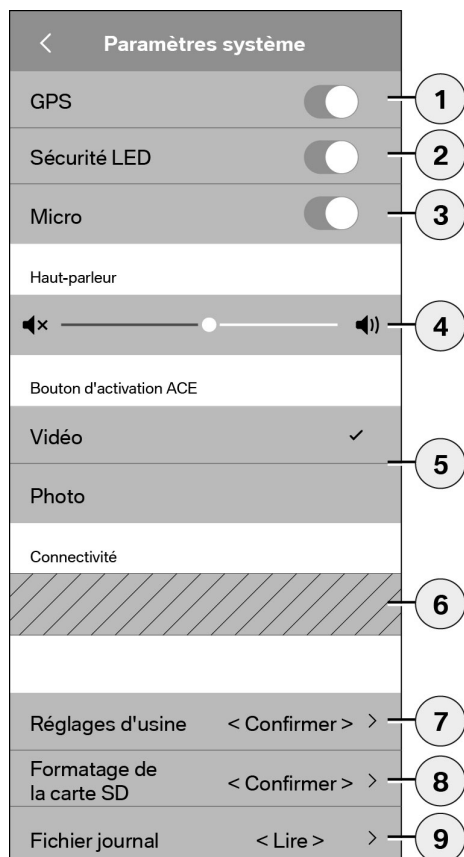 Paramètres système
GPS 1
Sécurité LED 2
Micro 3
Haut-parleur
4
Bouton d'activation ACE
Vidéo
5
Photo
Connectivité
6
Réglages d'usine < Confirmer > 7
Formatage de
la carte SD < Confirmer > 8
Fichier journal < Lire > 9